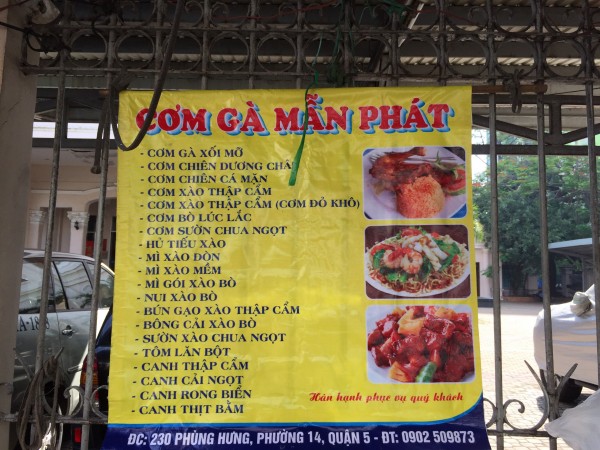 CƠM GÀ MẪN PHÁT
- CƠM GÀ XỐI MỠ
- CƠM CHIÊN DƯƠNG CHÂU
- CƠM CHIÊN CÁ MẶN
- CƠM XÀO THẬP CẨM
- CƠM XÀO THẬP CẨM (CƠM ĐỎ KHÔ)
- CƠM BÒ LÚC LẮC
- CƠM SƯỜN CHUA NGỌT
- HỦ TIẾU XÀO
- MÌ XÀO DÒN
- MÌ XÀO MỀM
- MÌ GÓI XÀO BÒ
- NUI XÀO BÒ
- BÚN GẠO XÀO THẬP CẨM
- BÔNG CẢI XÀO BÒ
- SƯỜN XÀO CHUA NGỌT
- TÔM LĂN BỘT
- CANH THẬP CẨM
- CANH CẢI NGỌT
- CANH RONG BIỂN
- CANH THỊT BẰM
Hân hạnh phục vụ quý khách
ĐC: 230 PHÙNG HƯNG, PHƯỜNG 14, QUẬN 5 - ĐT: 0902 509873